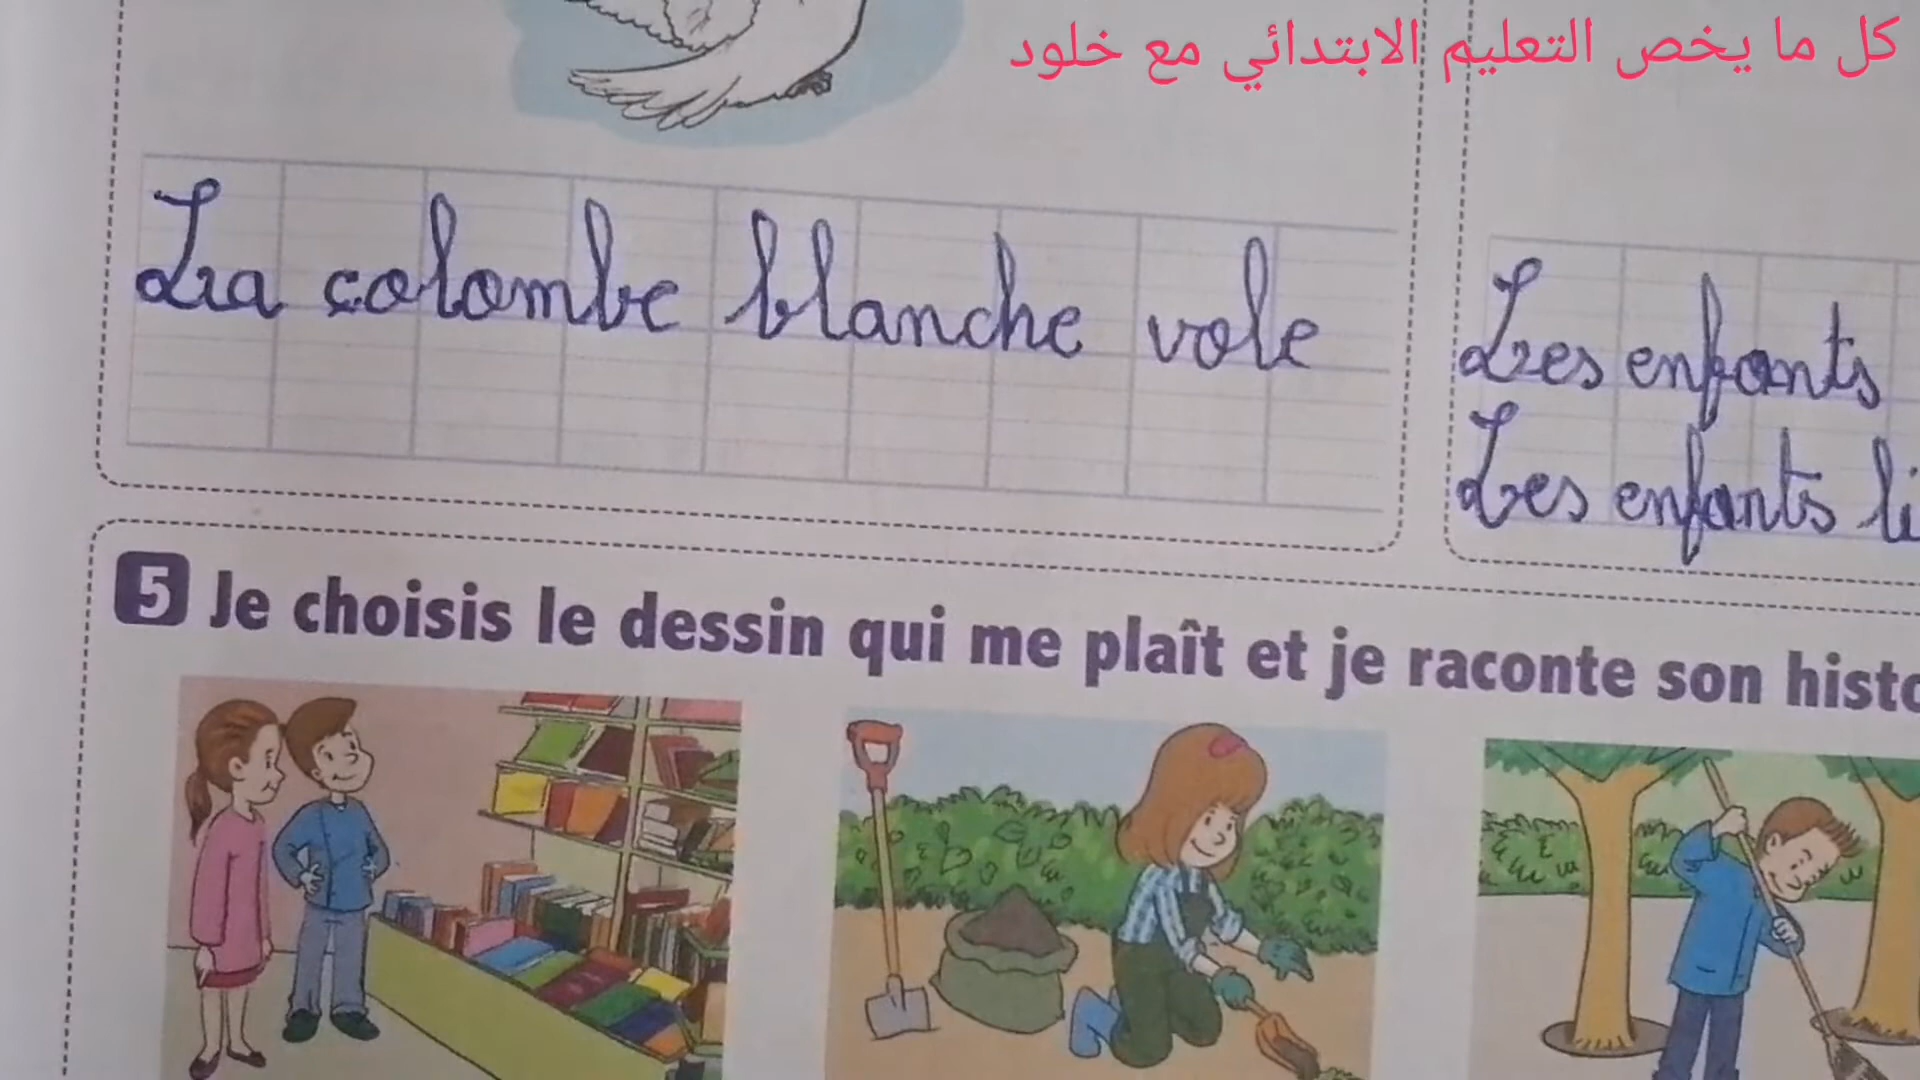 كل ما يخص التعليم الابتدائي مع خلود
La colombe blanche vole
Les enfants
Les enfants
5 Je choisis le dessin qui me plaît et je raconte son